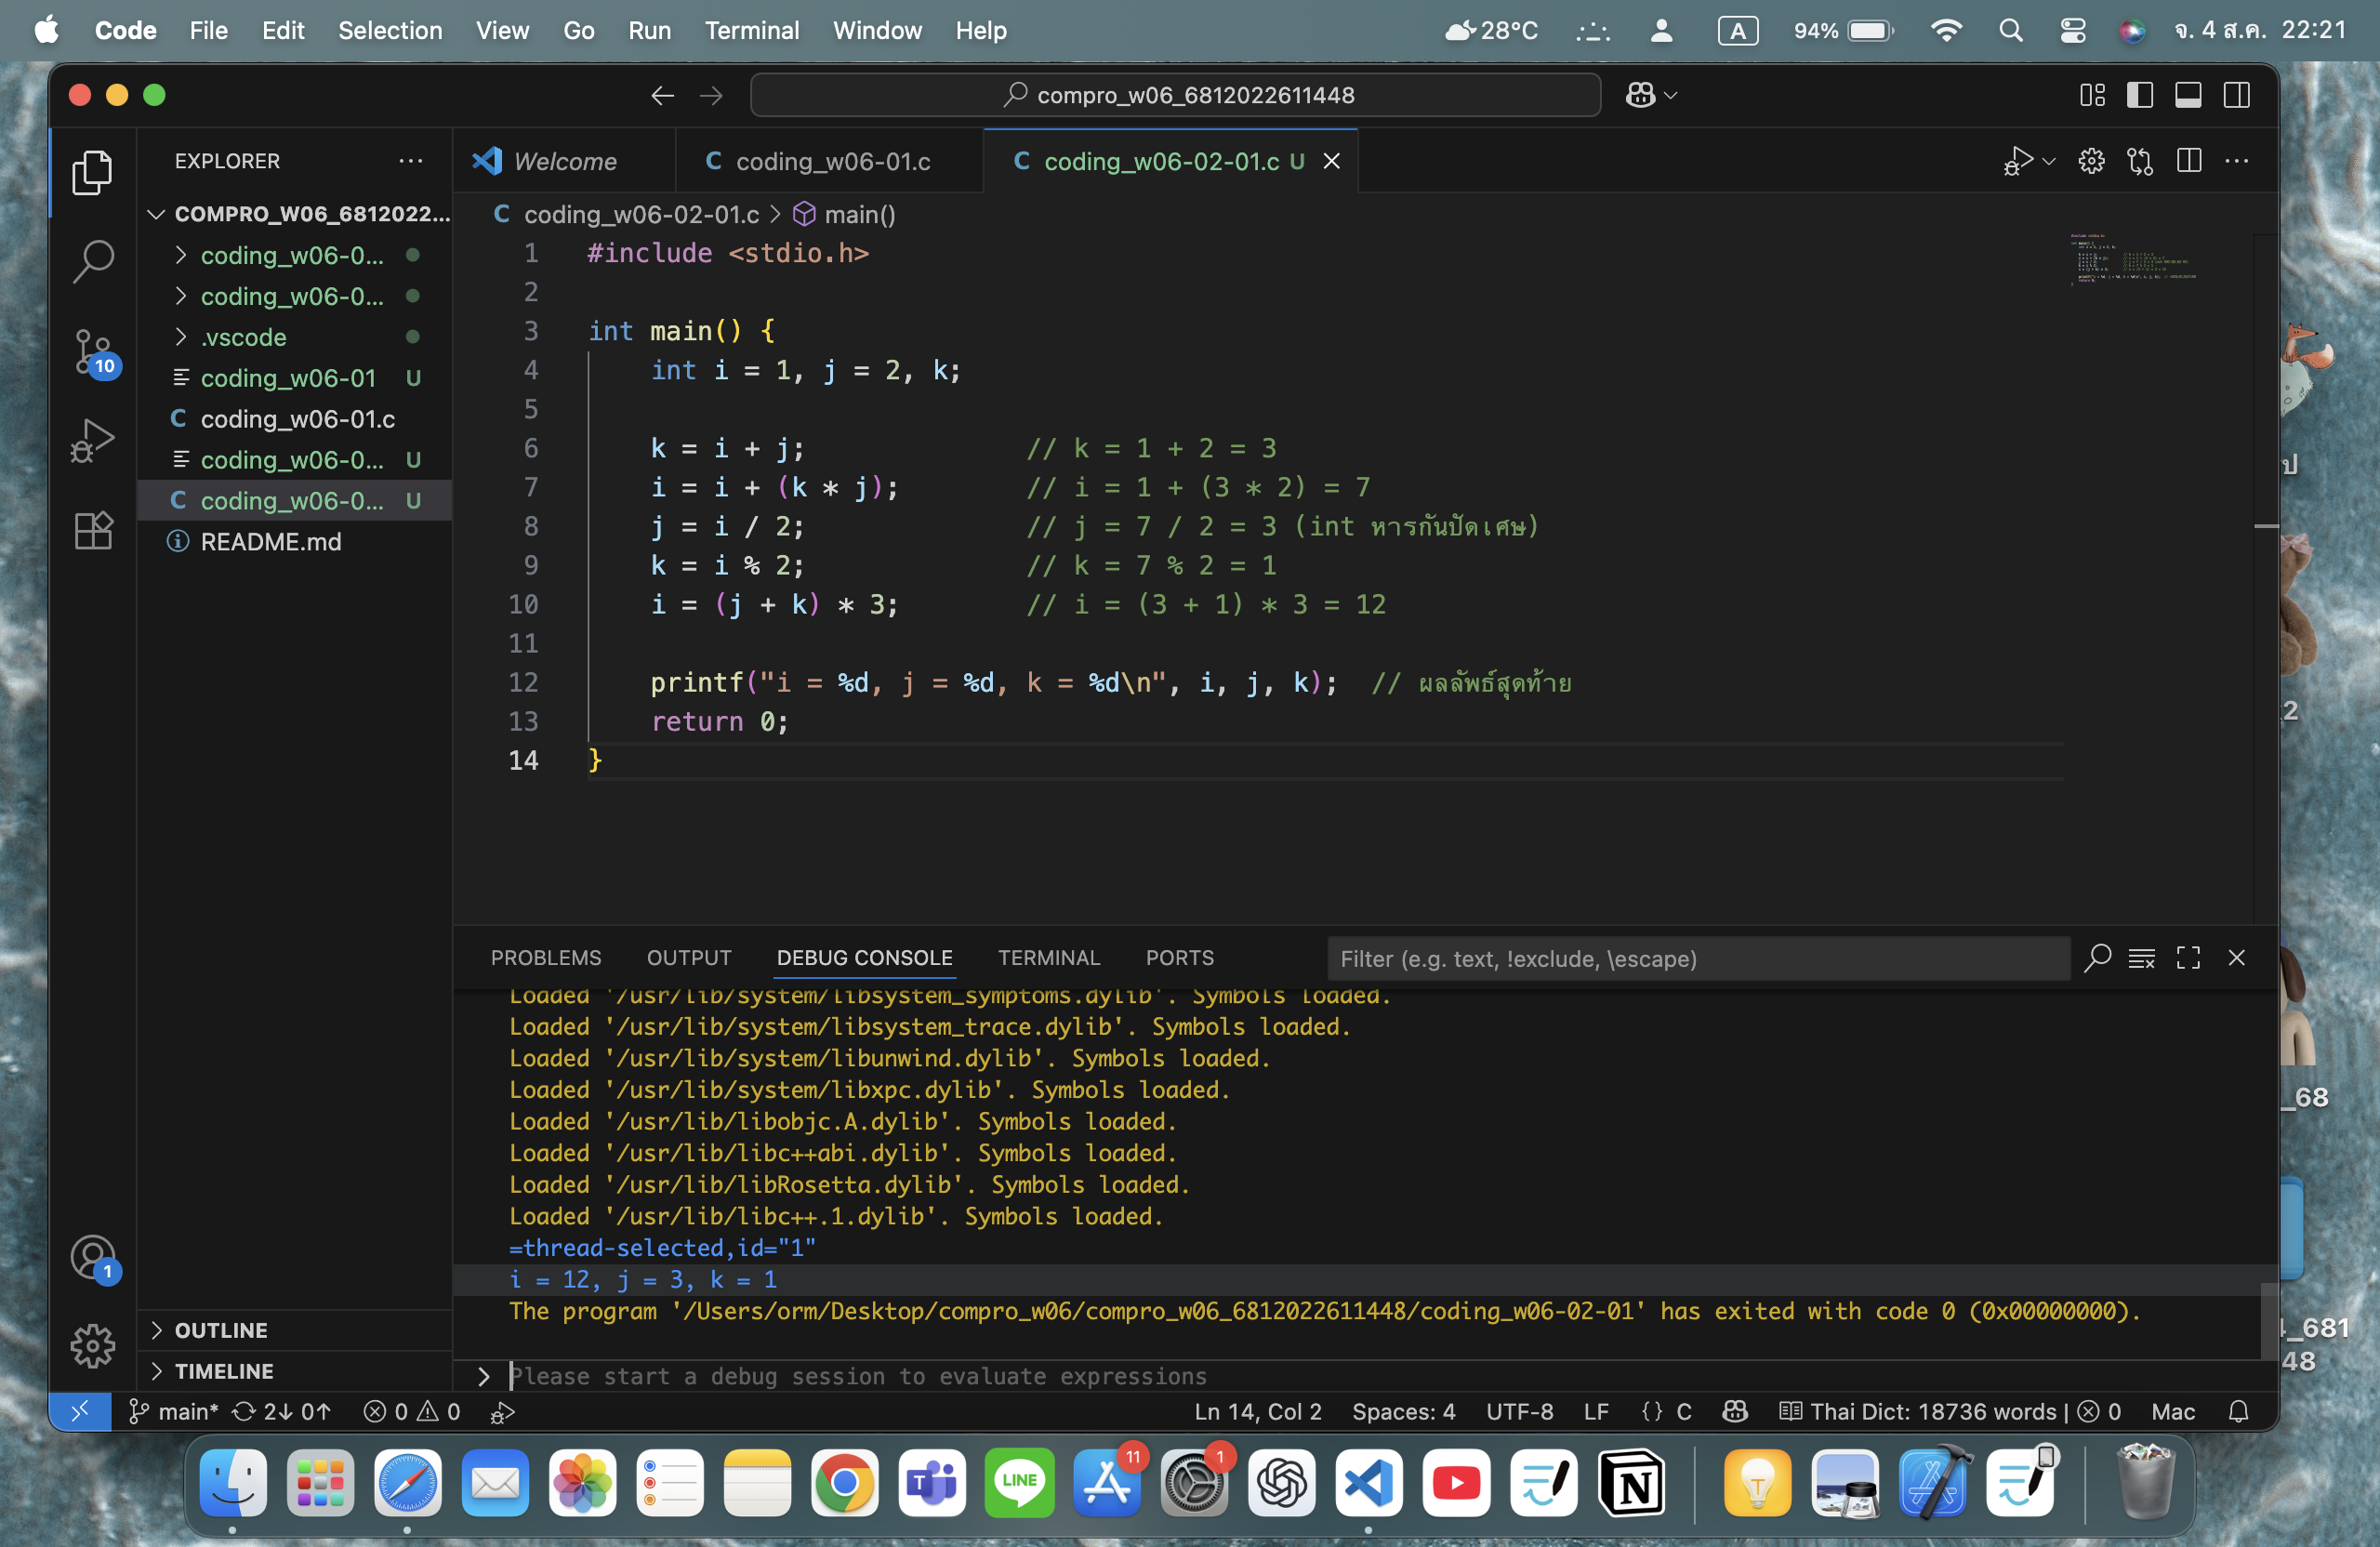 Code File Edit Selection View Go Run Terminal Window Help 28°C A 94% จ. 4 ส.ค. 22:21
compro_w06_6812022611448
EXPLORER
Welcome
coding_w06-01.c
coding_w06-02-01.c U
COMPRO_W06_6812022...
coding_w06-0...
coding_w06-0...
.vscode
coding_w06-01 U
coding_w06-01.c
coding_w06-0... U
coding_w06-0... U
README.md
10
1
OUTLINE
TIMELINE
coding_w06-02-01.c > main()
1 #include <stdio.h>
2
3 int main() {
4 int i = 1, j = 2, k;
5
6 k = i + j; // k = 1 + 2 = 3
7 i = i + (k * j); // i = 1 + (3 * 2) = 7
8 j = i / 2; // j = 7 / 2 = 3 (int หารกันปัดเศษ)
9 k = i % 2; // k = 7 % 2 = 1
10 i = (j + k) * 3; // i = (3 + 1) * 3 = 12
11
12 printf("i = %d, j = %d, k = %d\n", i, j, k); // ผลลัพธ์สุดท้าย
13 return 0;
14 }
PROBLEMS OUTPUT DEBUG CONSOLE TERMINAL PORTS
Filter (e.g. text, !exclude, \escape)
Loaded '/usr/lib/system/libsystem_symptoms.dylib'. Symbols loaded.
Loaded '/usr/lib/system/libsystem_trace.dylib'. Symbols loaded.
Loaded '/usr/lib/system/libunwind.dylib'. Symbols loaded.
Loaded '/usr/lib/system/libxpc.dylib'. Symbols loaded.
Loaded '/usr/lib/libobjc.A.dylib'. Symbols loaded.
Loaded '/usr/lib/libc++abi.dylib'. Symbols loaded.
Loaded '/usr/lib/libRosetta.dylib'. Symbols loaded.
Loaded '/usr/lib/libc++.1.dylib'. Symbols loaded.
=thread-selected,id="1"
i = 12, j = 3, k = 1
The program '/Users/orm/Desktop/compro_w06/compro_w06_6812022611448/coding_w06-02-01' has exited with code 0 (0x00000000).
Please start a debug session to evaluate expressions
main* 2↓ 0↑ 0 0 Ln 14, Col 2 Spaces: 4 UTF-8 LF {} C Thai Dict: 18736 words | 0 Mac
_68
_681
48
11
1
LINE